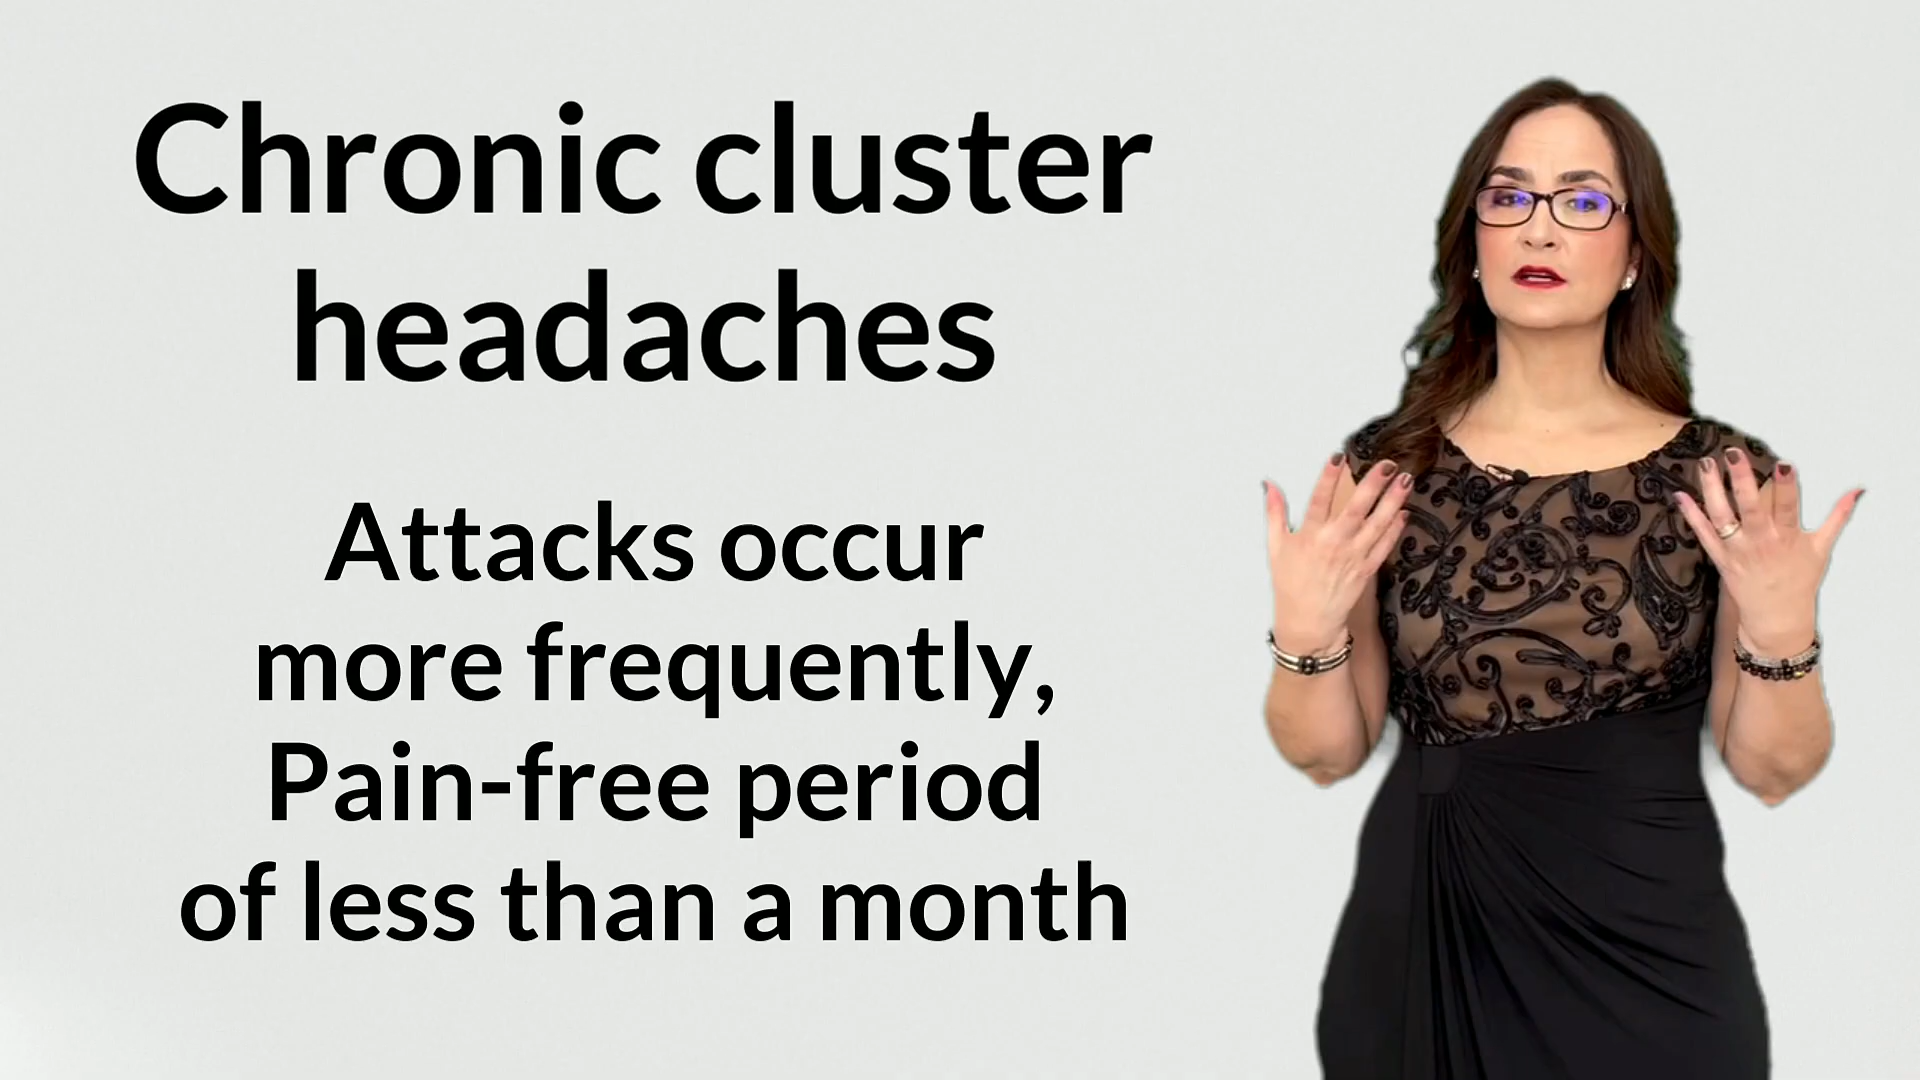 Chronic cluster
headaches
Attacks occur
more frequently,
Pain-free period
of less than a month